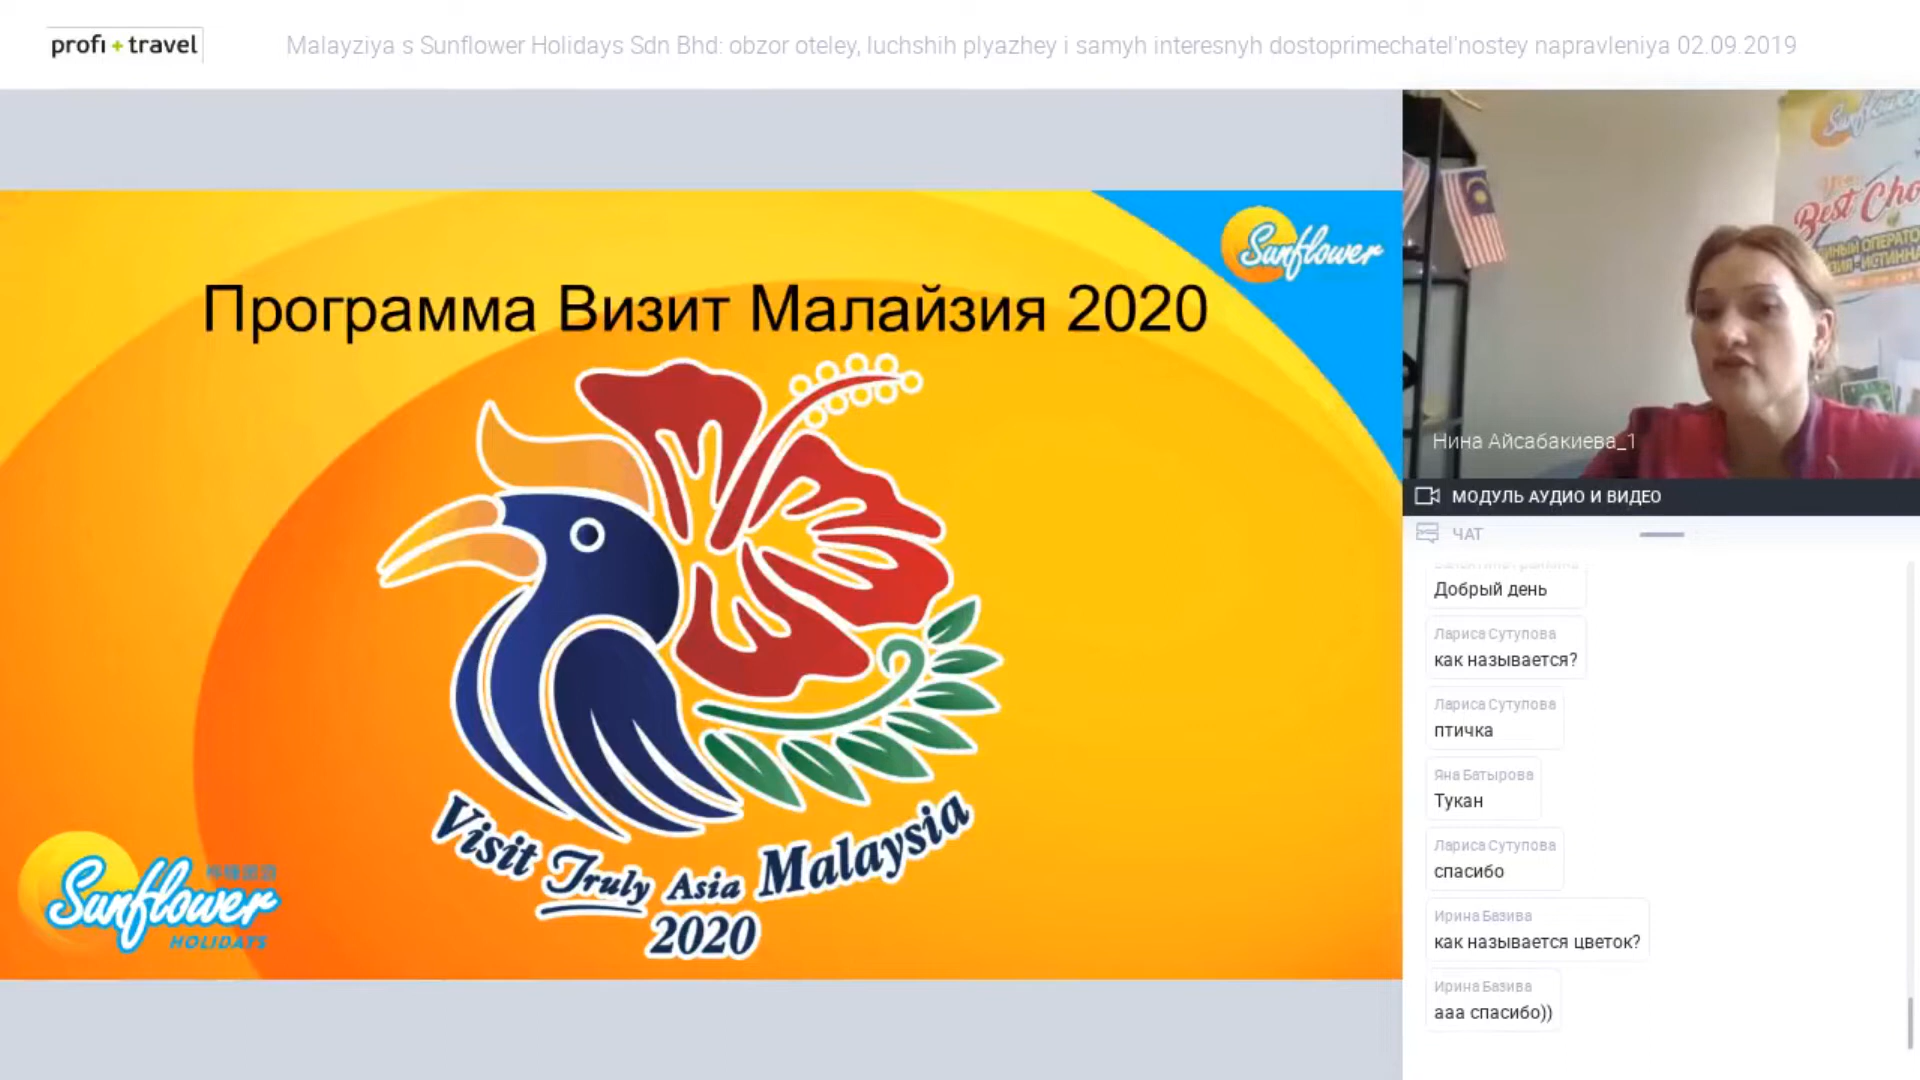 profi + travel
Malayziya s Sunflower Holidays Sdn Bhd: obzor oteley, luchshih plyazhey i samyh interesnyh dostoprimechatel'nostey napravleniya 02.09.2019
Sunflower
Программа Визит Малайзия 2020
Visit Truly Asia Malaysia
2020
Sunflower
HOLIDAYS
Sunflower
Best Cho
Нина Айсабакиева_1
МОДУЛЬ АУДИО И ВИДЕО
ЧАТ
Добрый день
Лариса Сутупова
как называется?
Лариса Сутупова
птичка
Яна Батырова
Тукан
Лариса Сутупова
спасибо
Ирина Базива
как называется цветок?
Ирина Базива
ааа спасибо))